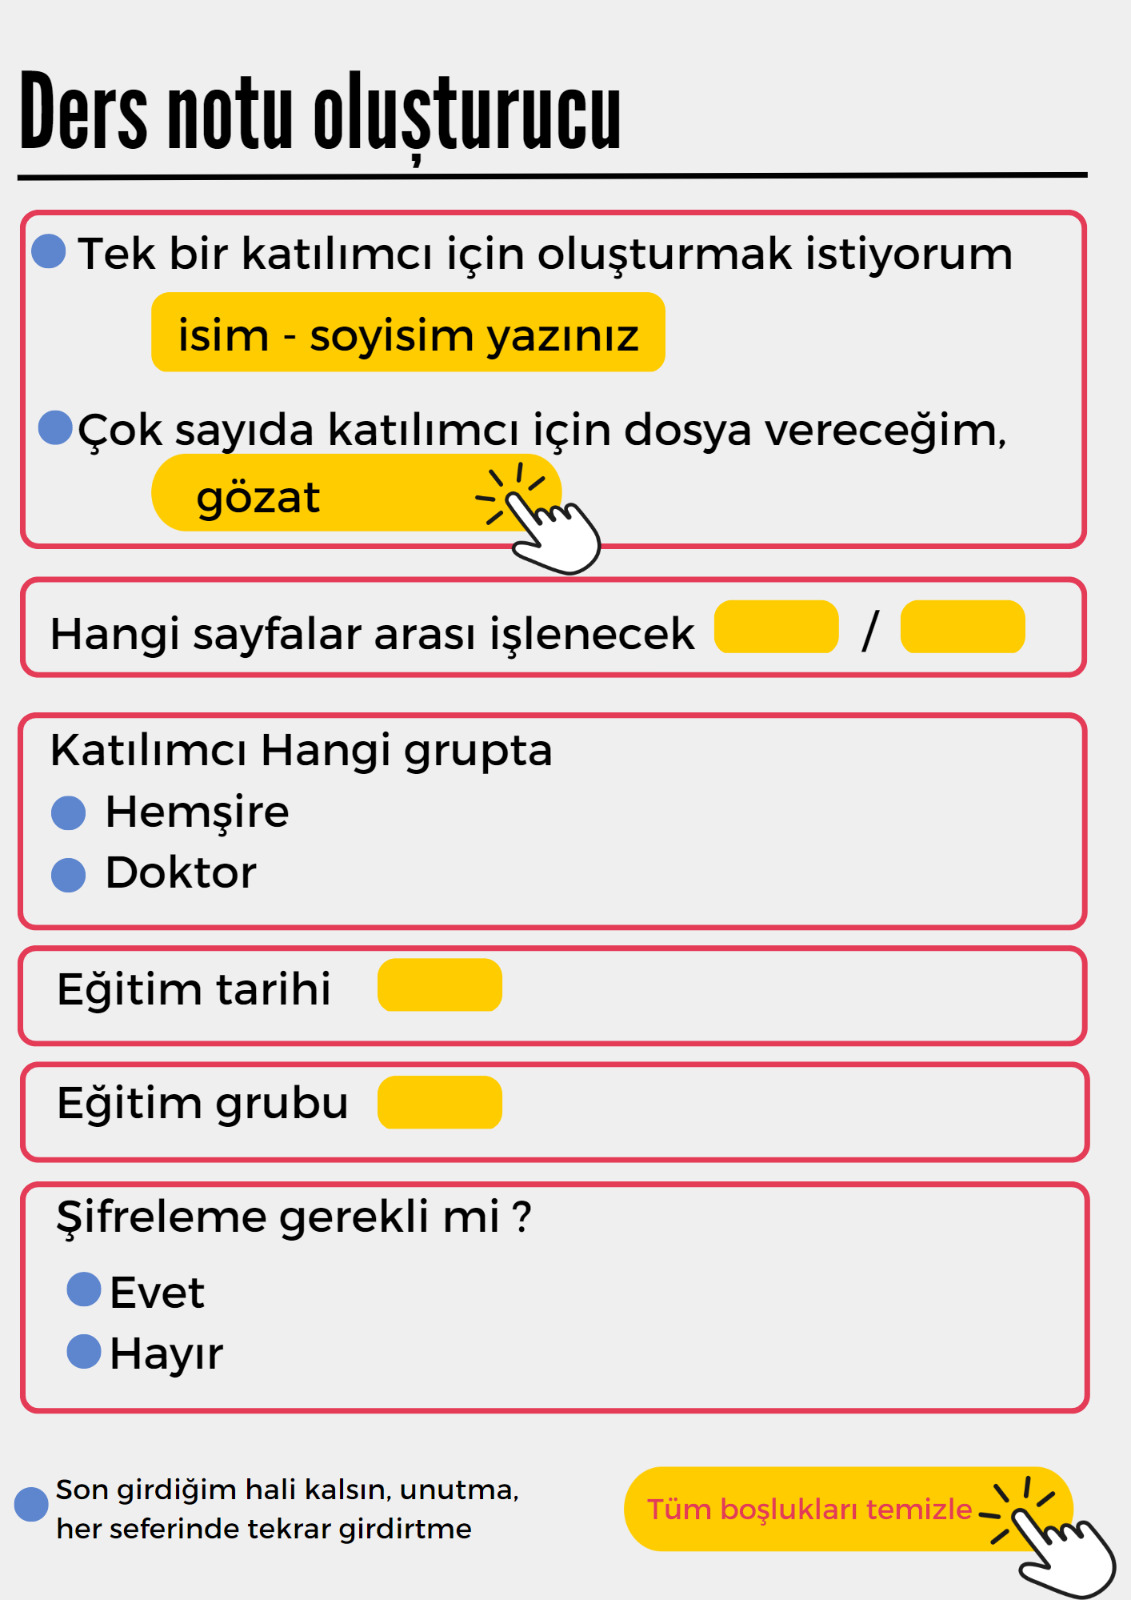 Ders notu oluşturucu
Tek bir katılımcı için oluşturmak istiyorum
isim - soyisim yazınız
Çok sayıda katılımcı için dosya vereceğim,
gözat
Hangi sayfalar arası işlenecek /
Katılımcı Hangi grupta
Hemşire
Doktor
Eğitim tarihi
Eğitim grubu
Şifreleme gerekli mi ?
Evet
Hayır
Son girdiğim hali kalsın, unutma,
her seferinde tekrar girdirtme
Tüm boşlukları temizle